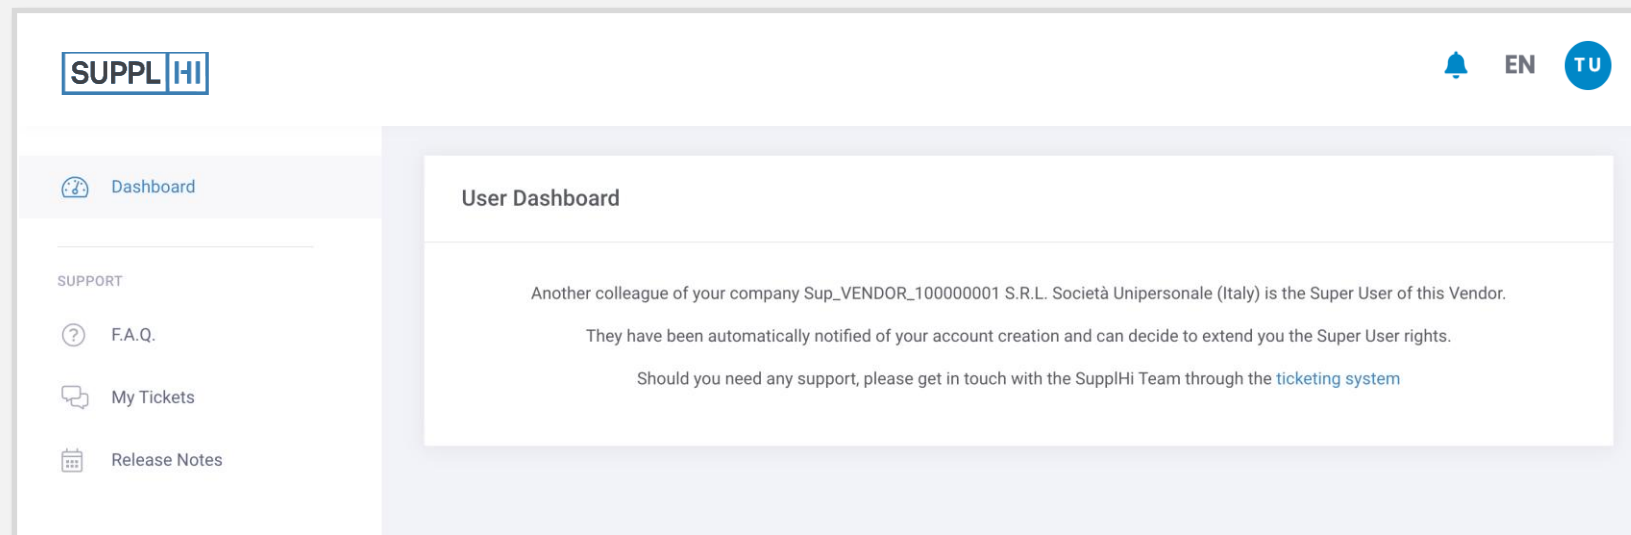 SUPPLHI
EN
TU
Dashboard
SUPPORT
F.A.Q.
My Tickets
Release Notes
User Dashboard
Another colleague of your company Sup_VENDOR_100000001 S.R.L. Società Unipersonale (Italy) is the Super User of this Vendor.
They have been automatically notified of your account creation and can decide to extend you the Super User rights.
Should you need any support, please get in touch with the SupplHi Team through the ticketing system